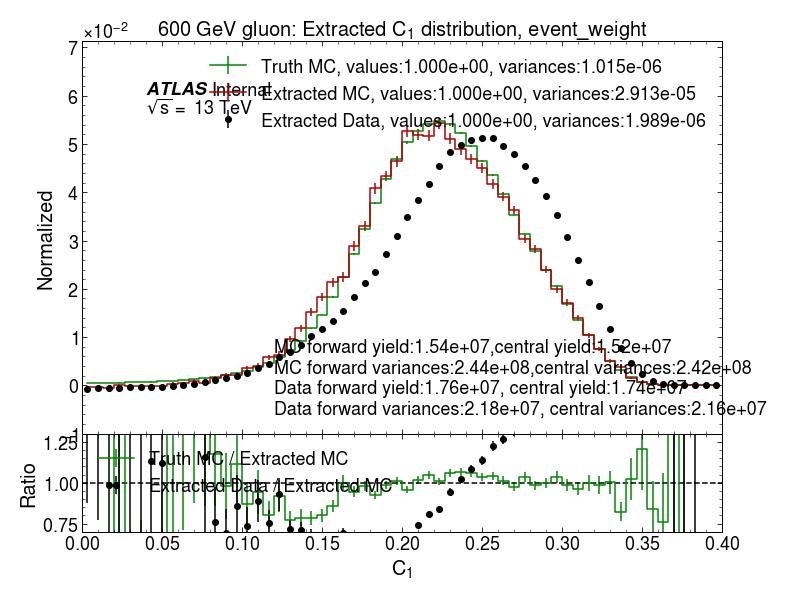 ×10⁻² 600 GeV gluon: Extracted C₁ distribution, event_weight
Truth MC, values:1.000e+00, variances:1.015e-06
ATLAS Internal
Extracted MC, values:1.000e+00, variances:2.913e-05
√s = 13 TeV
Extracted Data, values:1.000e+00, variances:1.989e-06
7
6
5
4
3
2
1
0
1
Normalized
MC forward yield:1.54e+07,central yield:1.52e+07
MC forward variances:2.44e+08,central variances:2.42e+08
Data forward yield:1.76e+07, central yield:1.74e+07
Data forward variances:2.18e+07, central variances:2.16e+07
1.25
1.00
0.75
Ratio
Truth MC / Extracted MC
Extracted Data / Extracted MC
0.00 0.05 0.10 0.15 0.20 0.25 0.30 0.35 0.40
C₁